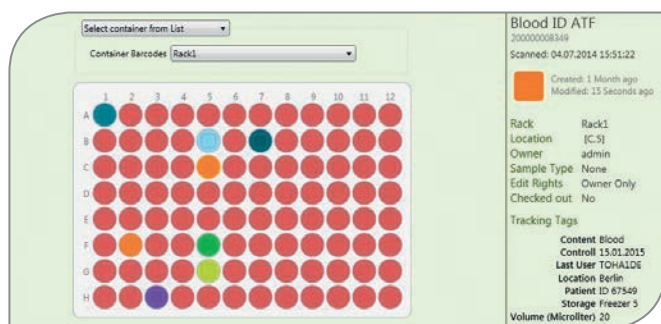 Select container from List
Container Barcodes Rack1
1 2 3 4 5 6 7 8 9 10 11 12
A
B
C
D
E
F
G
H
Blood ID ATF
200000008349
Scanned: 04.07.2014 15:51:22
Created: 1 Month ago
Modified: 15 Seconds ago
Rack Rack1
Location [C.5]
Owner admin
Sample Type None
Edit Rights Owner Only
Checked out No
Tracking Tags
Content Blood
Controll 15.01.2015
Last User TOHA1DE
Location Berlin
Patient ID 67549
Storage Freezer 5
Volume (Microliter) 20